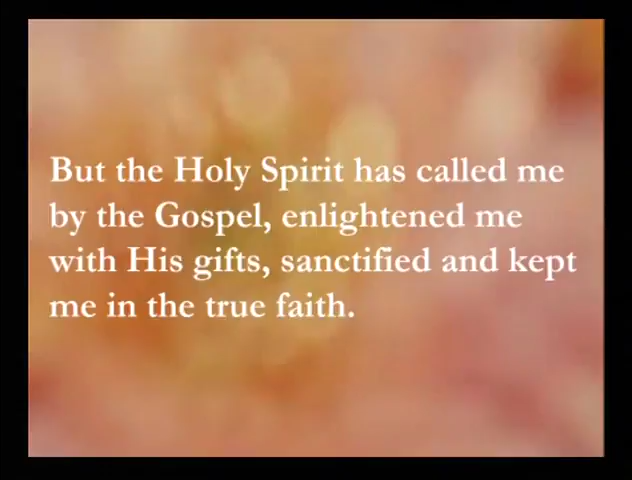 But the Holy Spirit has called me
by the Gospel, enlightened me
with His gifts, sanctified and kept
me in the true faith.